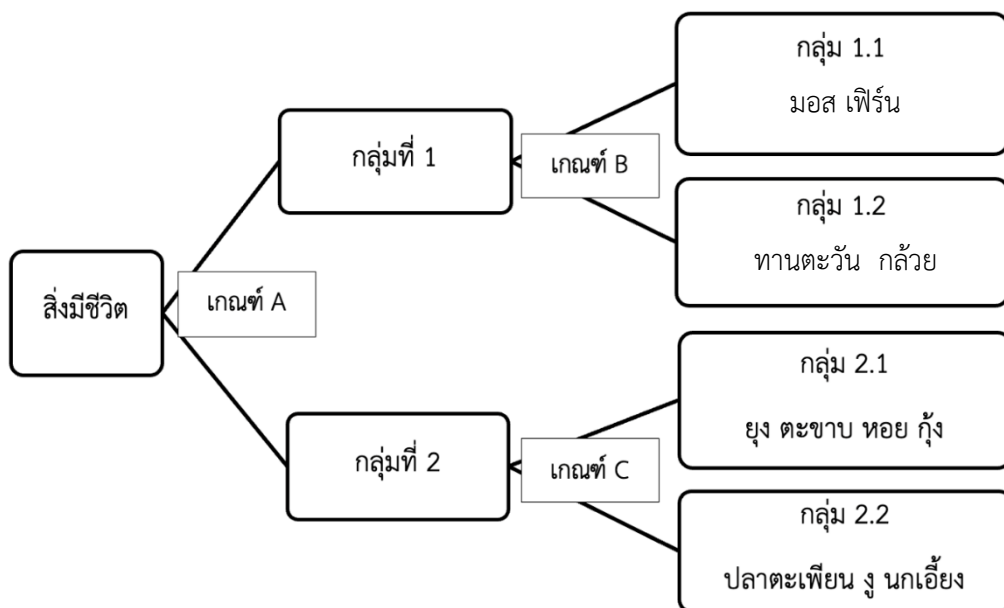 กลุ่ม 1.1
มอส เฟิร์น
กลุ่มที่ 1
เกณฑ์ B
กลุ่ม 1.2
ทานตะวัน กล้วย
สิ่งมีชีวิต
เกณฑ์ A
กลุ่ม 2.1
ยุง ตะขาบ หอย กุ้ง
กลุ่มที่ 2
เกณฑ์ C
กลุ่ม 2.2
ปลาตะเพียน งู นกเอี้ยง